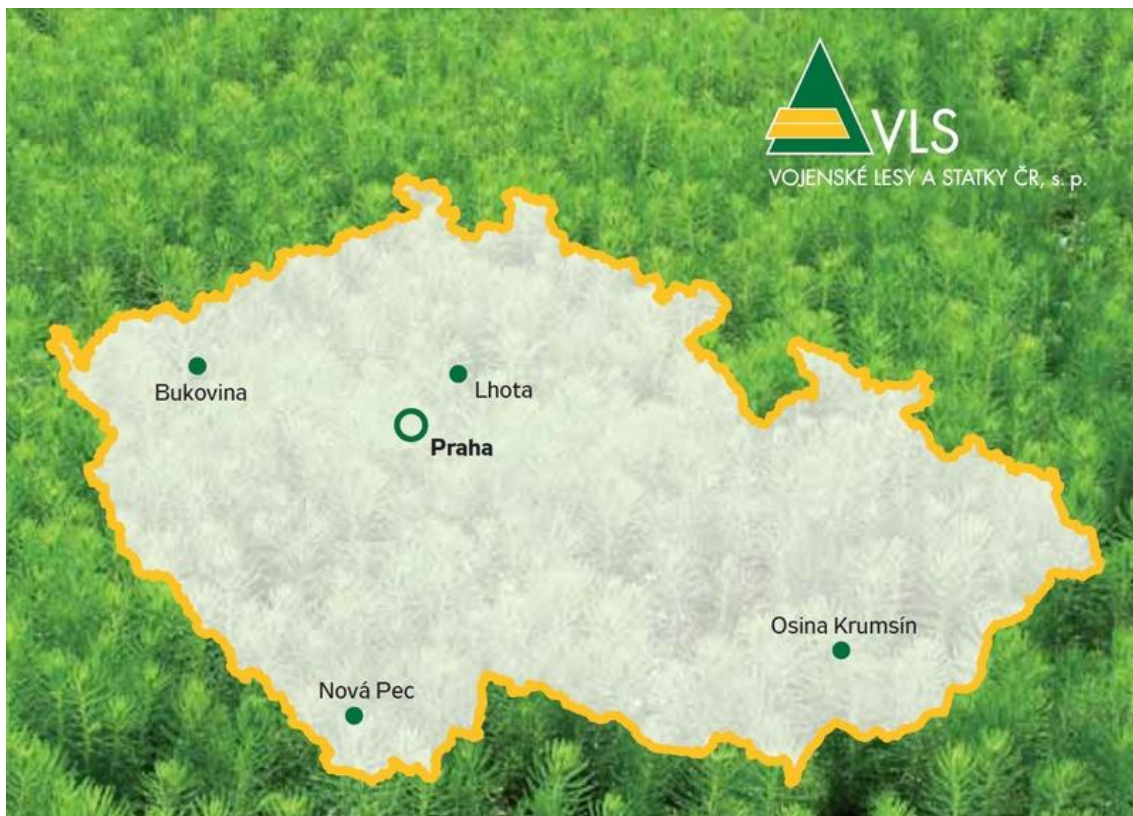 VLS
VOJENSKÉ LESY A STATKY ČR, s. p.
Bukovina
Lhota
Praha
Osina Krumsín
Nová Pec